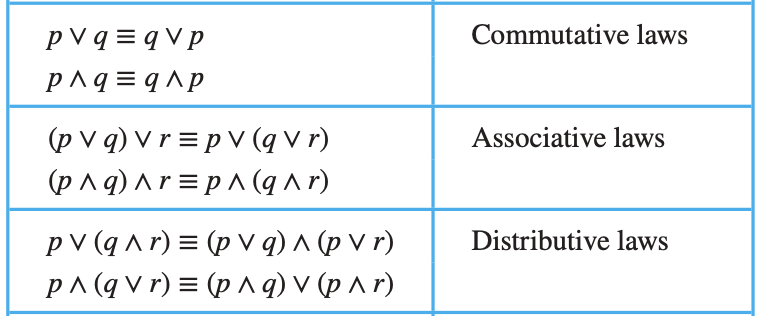 p ∨ q ≡ q ∨ p Commutative laws
p ∧ q ≡ q ∧ p
(p ∨ q) ∨ r ≡ p ∨ (q ∨ r) Associative laws
(p ∧ q) ∧ r ≡ p ∧ (q ∧ r)
p ∨ (q ∧ r) ≡ (p ∨ q) ∧ (p ∨ r) Distributive laws
p ∧ (q ∨ r) ≡ (p ∧ q) ∨ (p ∧ r)